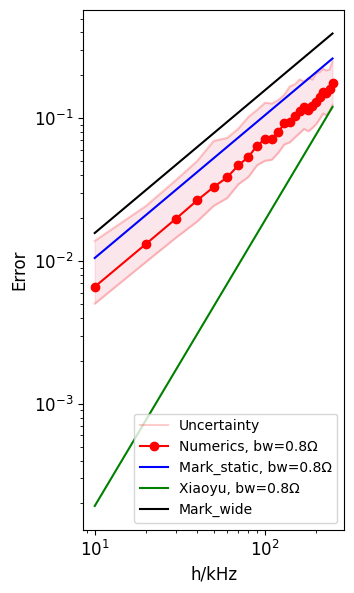 10⁻¹
10⁻²
10⁻³
Error
10¹
10²
h/kHz
Uncertainty
Numerics, bw=0.8Ω
Mark_static, bw=0.8Ω
Xiaoyu, bw=0.8Ω
Mark_wide